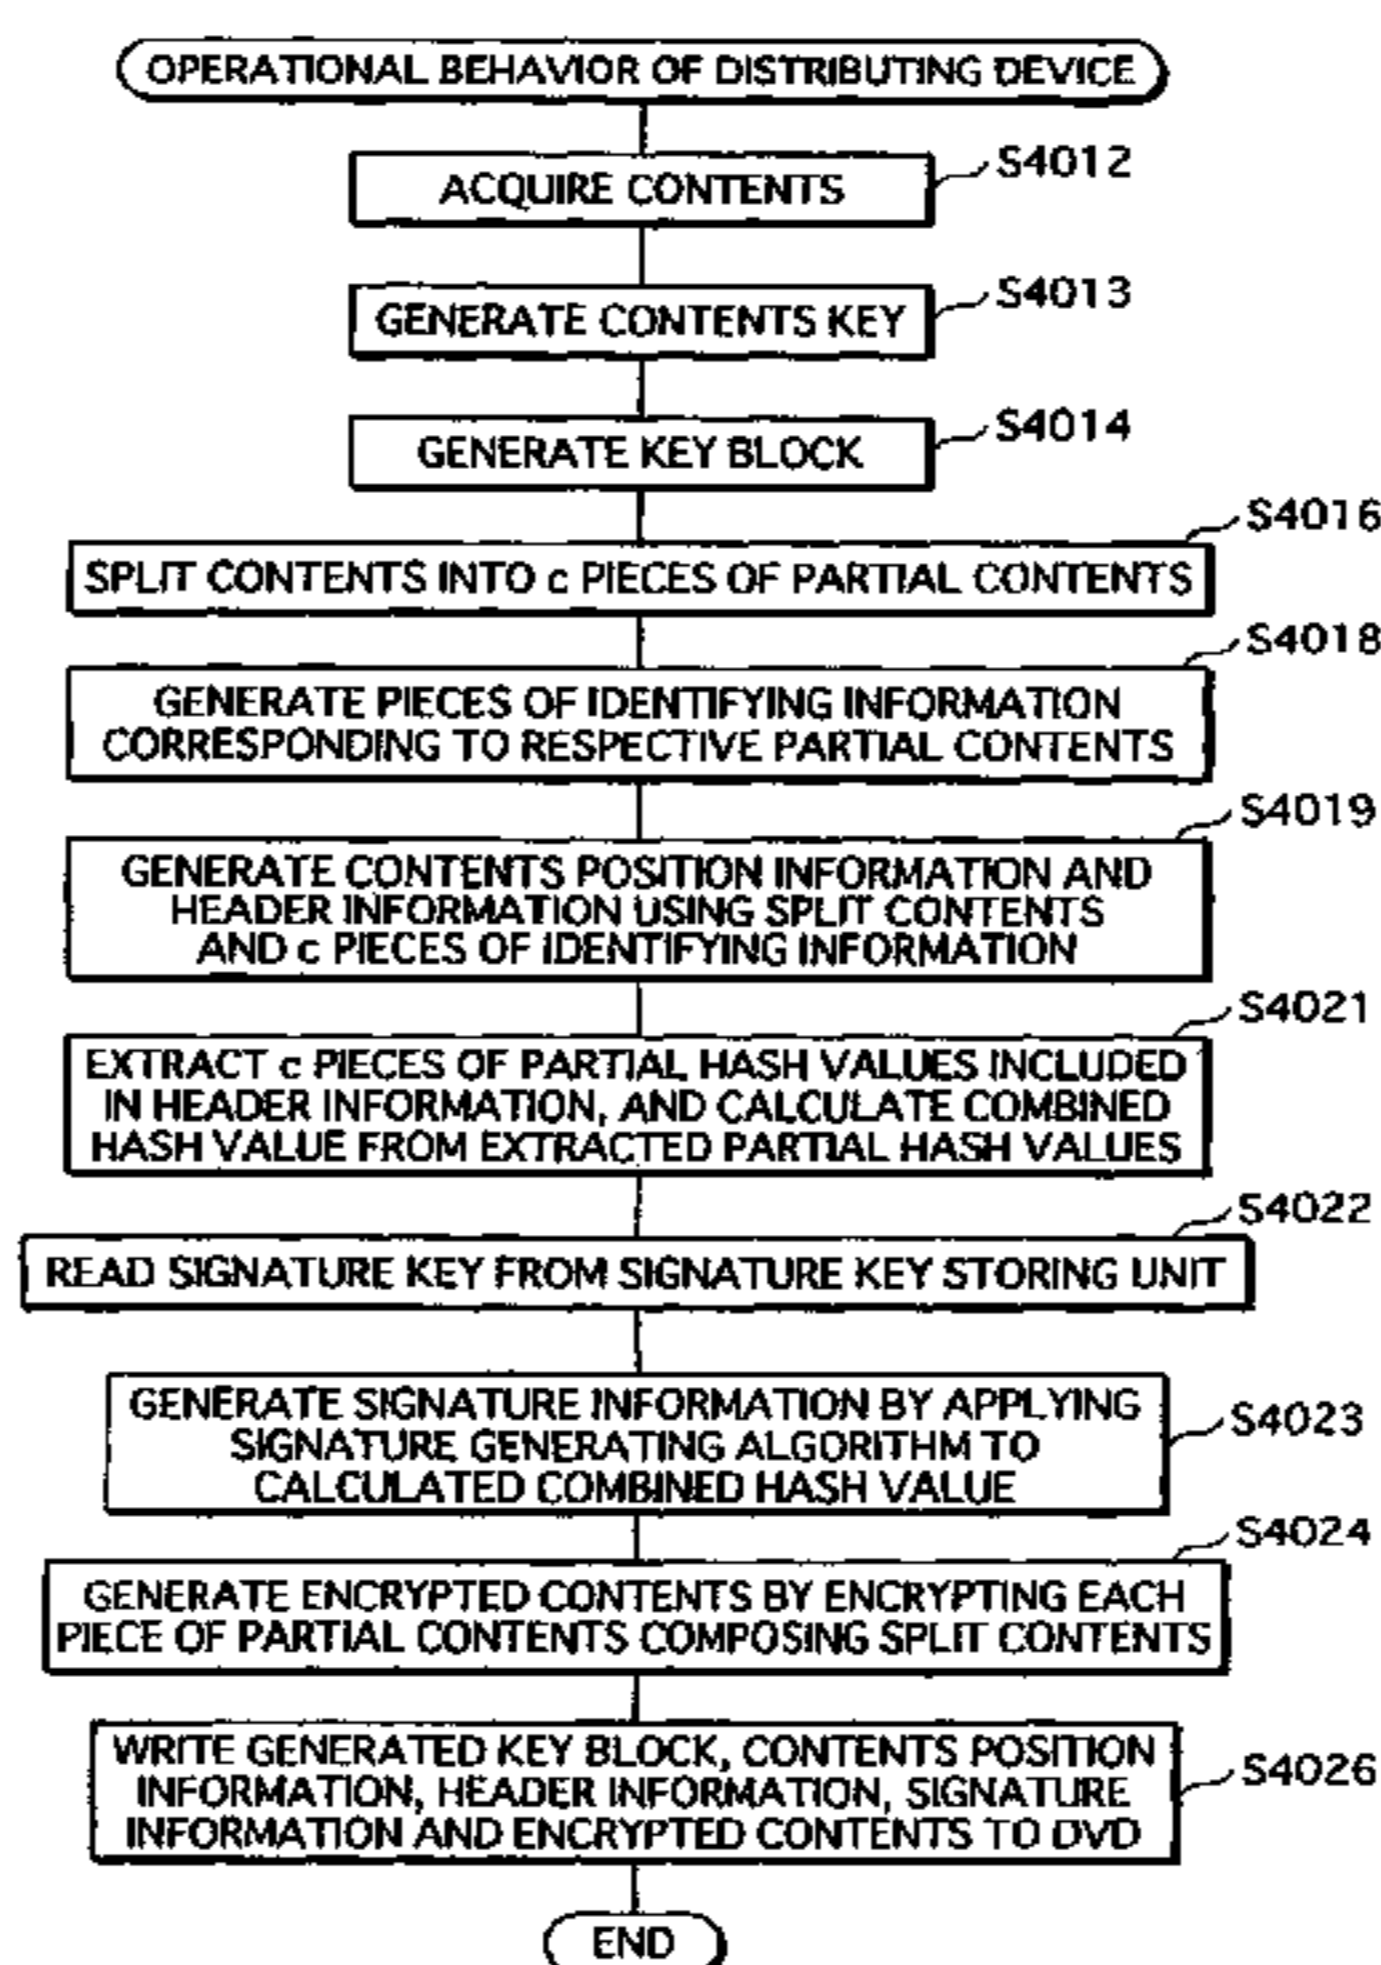 OPERATIONAL BEHAVIOR OF DISTRIBUTING DEVICE
S4012
ACQUIRE CONTENTS
S4013
GENERATE CONTENTS KEY
S4014
GENERATE KEY BLOCK
S4016
SPLIT CONTENTS INTO c PIECES OF PARTIAL CONTENTS
S4018
GENERATE PIECES OF IDENTIFYING INFORMATION
CORRESPONDING TO RESPECTIVE PARTIAL CONTENTS
S4019
GENERATE CONTENTS POSITION INFORMATION AND
HEADER INFORMATION USING SPLIT CONTENTS
AND c PIECES OF IDENTIFYING INFORMATION
S4021
EXTRACT c PIECES OF PARTIAL HASH VALUES INCLUDED
IN HEADER INFORMATION, AND CALCULATE COMBINED
HASH VALUE FROM EXTRACTED PARTIAL HASH VALUES
S4022
READ SIGNATURE KEY FROM SIGNATURE KEY STORING UNIT
GENERATE SIGNATURE INFORMATION BY APPLYING
SIGNATURE GENERATING ALGORITHM TO
CALCULATED COMBINED HASH VALUE
S4023
S4024
GENERATE ENCRYPTED CONTENTS BY ENCRYPTING EACH
PIECE OF PARTIAL CONTENTS COMPOSING SPLIT CONTENTS
WRITE GENERATED KEY BLOCK, CONTENTS POSITION
INFORMATION, HEADER INFORMATION, SIGNATURE
INFORMATION AND ENCRYPTED CONTENTS TO DVD
S4026
END